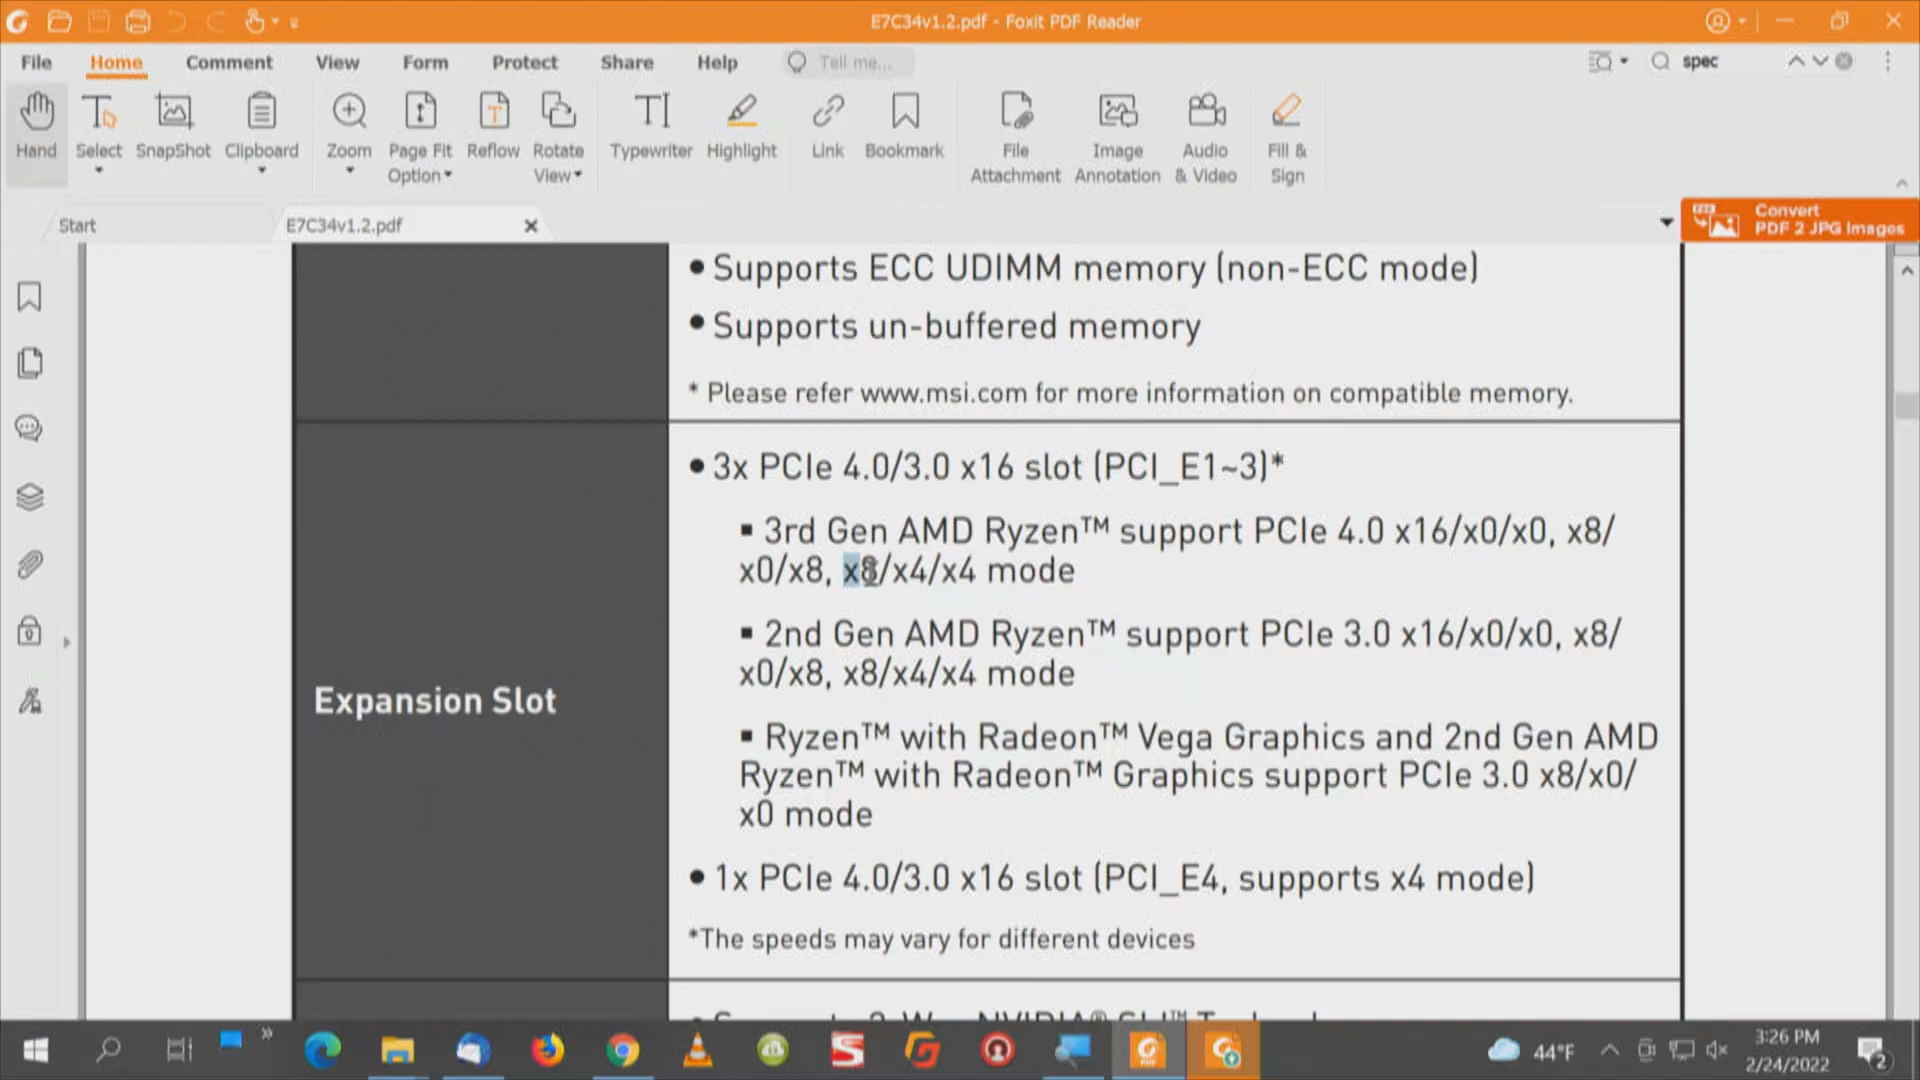 E7C34v1.2.pdf - Foxit PDF Reader
File Home Comment View Form Protect Share Help Tell me... spec
Hand Select SnapShot Clipboard Zoom Page Fit Option Reflow Rotate View Typewriter Highlight Link Bookmark File Attachment Image Annotation Audio & Video Fill & Sign
Start E7C34v1.2.pdf
Convert
PDF 2 JPG Images
• Supports ECC UDIMM memory (non-ECC mode)
• Supports un-buffered memory
* Please refer www.msi.com for more information on compatible memory.
Expansion Slot
• 3x PCIe 4.0/3.0 x16 slot (PCI_E1~3)*
▪ 3rd Gen AMD Ryzen™ support PCIe 4.0 x16/x0/x0, x8/
x0/x8, x8/x4/x4 mode
▪ 2nd Gen AMD Ryzen™ support PCIe 3.0 x16/x0/x0, x8/
x0/x8, x8/x4/x4 mode
▪ Ryzen™ with Radeon™ Vega Graphics and 2nd Gen AMD
Ryzen™ with Radeon™ Graphics support PCIe 3.0 x8/x0/
x0 mode
• 1x PCIe 4.0/3.0 x16 slot (PCI_E4, supports x4 mode)
*The speeds may vary for different devices
44°F
3:26 PM
2/24/2022
2